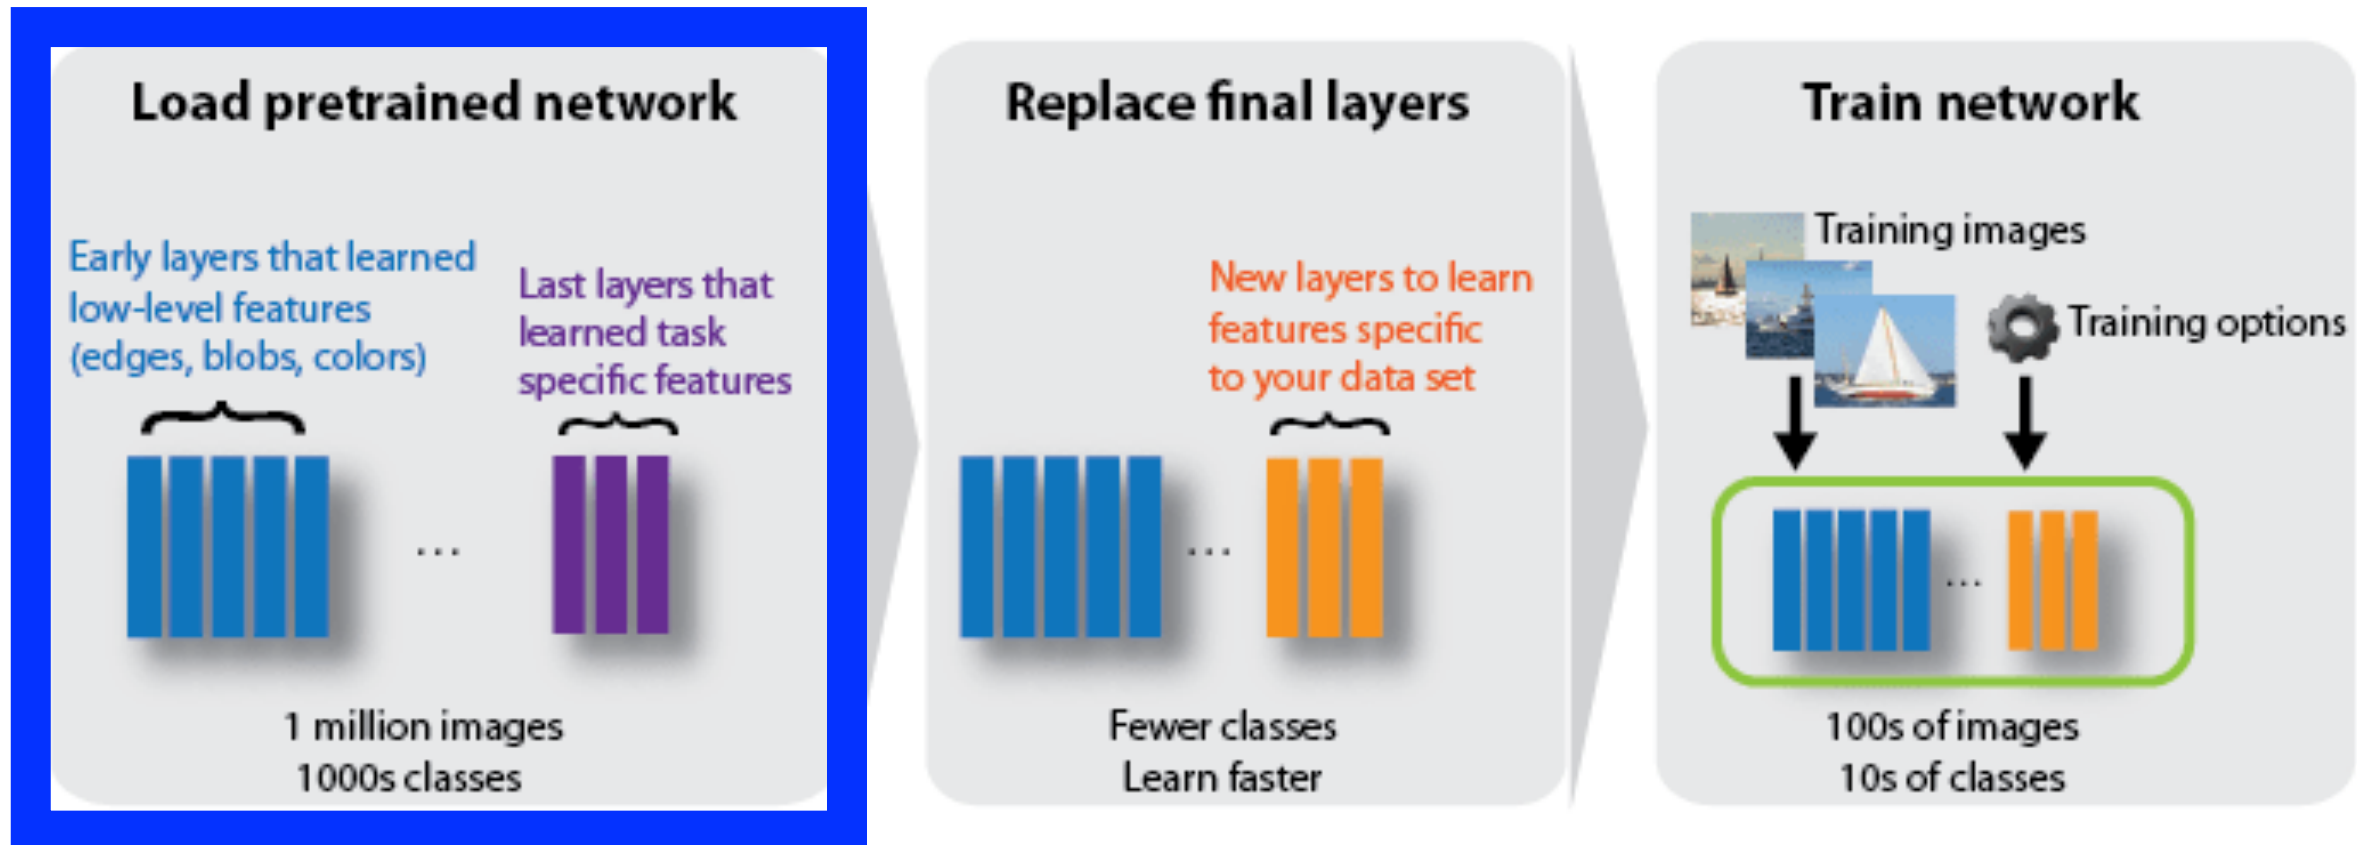 Load pretrained network
Early layers that learned
low-level features
(edges, blobs, colors)
Last layers that
learned task
specific features
...
1 million images
1000s classes
Replace final layers
New layers to learn
features specific
to your data set
...
Fewer classes
Learn faster
Train network
Training images
Training options
...
100s of images
10s of classes